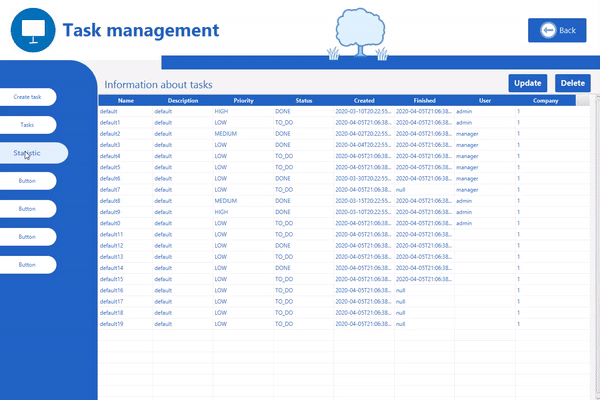 Task management
Back
Information about tasks
Update
Delete
Create task
Tasks
Statistic
Button
Button
Button
Button
Name Description Priority Status Created Finished User Company
default default HIGH DONE 2020-03-10T20:22:55... 2020-04-05T21:06:38... admin 1
default1 default LOW TO_DO 2020-04-05T21:06:38... 2020-04-05T21:06:38... admin 1
default2 default MEDIUM DONE 2020-04-02T20:22:55... 2020-04-05T21:06:38... manager 1
default3 default LOW DONE 2020-04-04T20:22:55... 2020-04-05T21:06:38... manager 1
default4 default LOW TO_DO 2020-04-05T21:06:38... 2020-04-05T21:06:38... manager 1
default5 default LOW TO_DO 2020-04-05T21:06:38... 2020-04-05T21:06:38... manager 1
default6 default LOW DONE 2020-03-30T20:22:55... 2020-04-05T21:06:38... manager 1
default7 default LOW TO_DO 2020-04-05T21:06:38... null manager 1
default8 default MEDIUM DONE 2020-03-15T20:22:55... 2020-04-05T21:06:38... admin 1
default9 default HIGH DONE 2020-03-10T20:22:55... 2020-04-05T21:06:38... admin 1
default0 default LOW TO_DO 2020-04-05T21:06:38... 2020-04-05T21:06:38... admin 1
default11 default LOW TO_DO 2020-04-05T21:06:38... 2020-04-05T21:06:38... 1
default12 default LOW DONE 2020-04-05T21:06:38... 2020-04-05T21:06:38... 1
default13 default LOW TO_DO 2020-04-05T21:06:38... 2020-04-05T21:06:38... 1
default14 default LOW DONE 2020-04-05T21:06:38... 2020-04-05T21:06:38... 1
default15 default LOW TO_DO 2020-04-05T21:06:38... 2020-04-05T21:06:38... 1
default16 default LOW TO_DO 2020-04-05T21:06:38... null 1
default17 default LOW TO_DO 2020-04-05T21:06:38... null 1
default18 default LOW TO_DO 2020-04-05T21:06:38... null 1
default19 default LOW TO_DO 2020-04-05T21:06:38... null 1